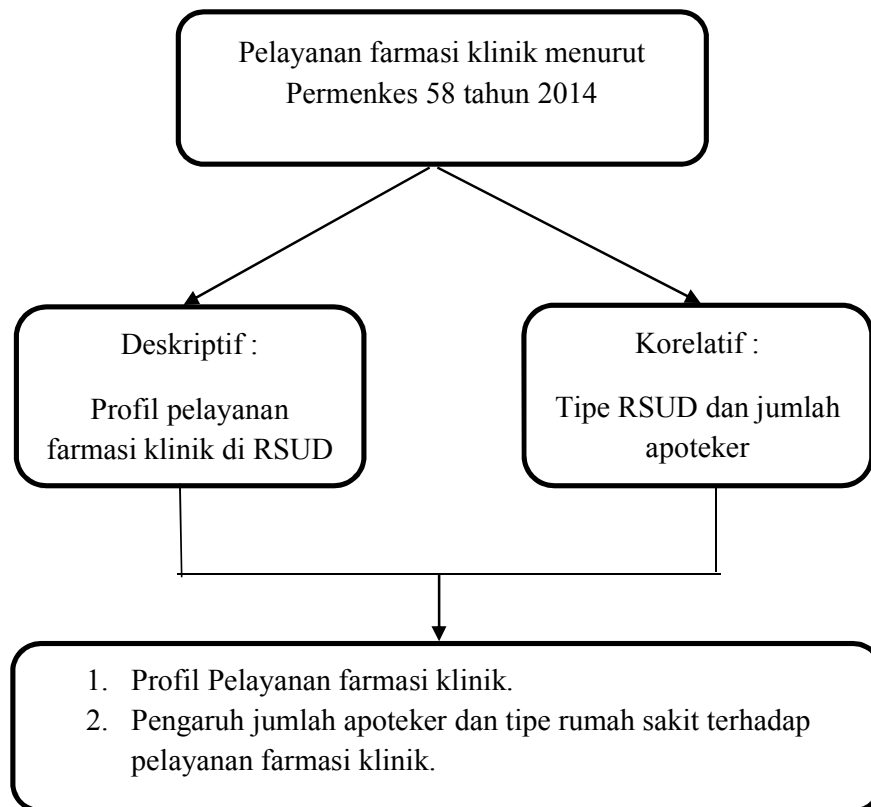 Pelayanan farmasi klinik menurut
Permenkes 58 tahun 2014
Deskriptif :
Profil pelayanan
farmasi klinik di RSUD
Korelatif :
Tipe RSUD dan jumlah
apoteker
1. Profil Pelayanan farmasi klinik.
2. Pengaruh jumlah apoteker dan tipe rumah sakit terhadap
pelayanan farmasi klinik.